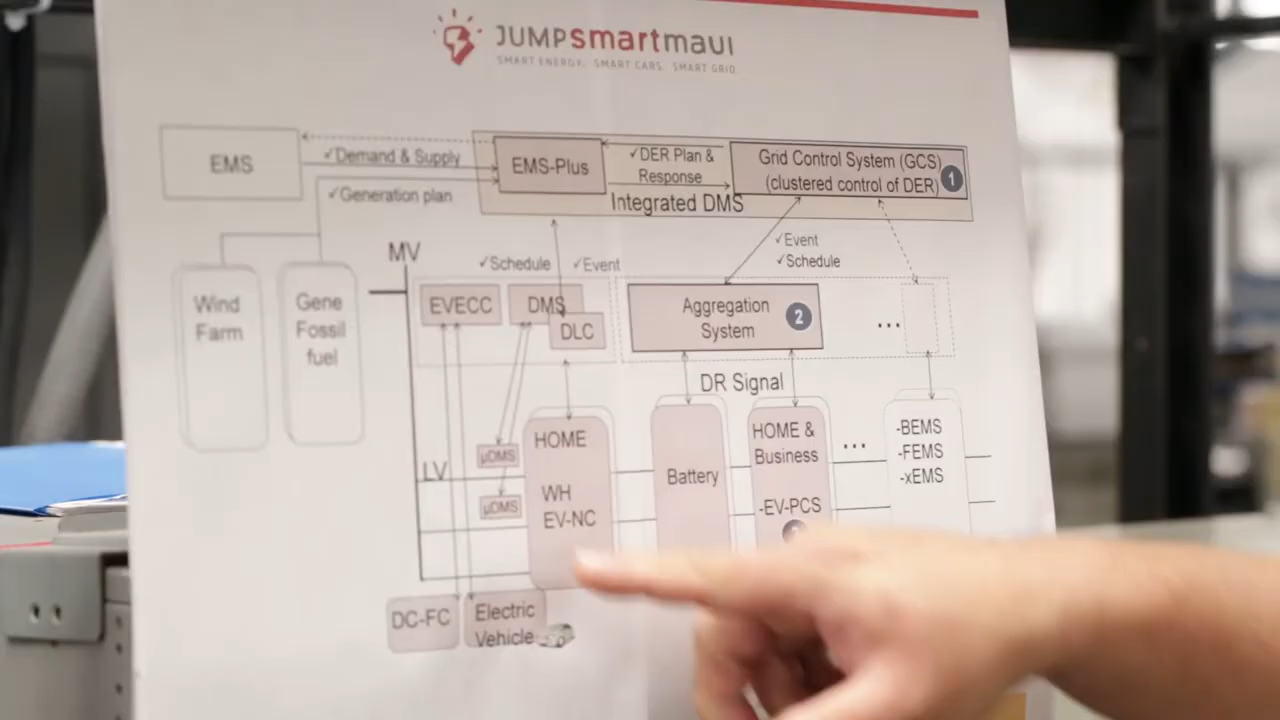 JUMPSmartmaui
SMART ENERGY. SMART CARS. SMART GRID.
EMS
✓Demand & Supply
✓Generation plan
EMS-Plus
✓DER Plan &
Response
Integrated DMS
Grid Control System (GCS)
(clustered control of DER)
1
Wind
Farm
Gene
Fossil
fuel
MV
✓Schedule
✓Event
✓Event
✓Schedule
EVECC
DMS
DLC
Aggregation
System
2
...
DR Signal
LV
μDMS
μDMS
HOME
WH
EV-NC
Battery
HOME &
Business
-EV-PCS
...
-BEMS
-FEMS
-xEMS
DC-FC
Electric
Vehicle